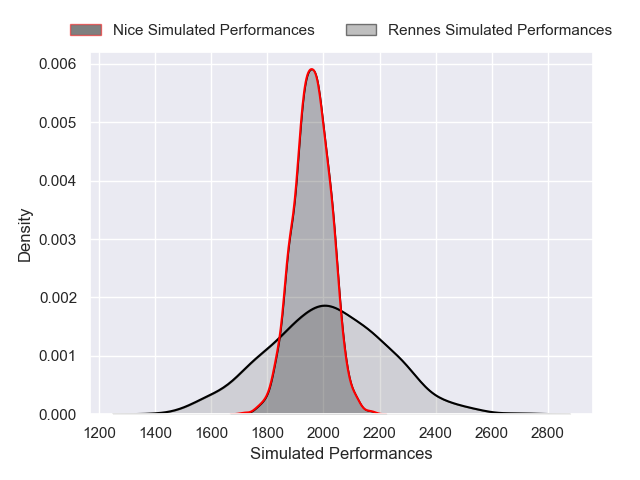 Nice Simulated Performances Rennes Simulated Performances
0.006
0.005
0.004
0.003
0.002
0.001
0.000
Density
1200 1400 1600 1800 2000 2200 2400 2600 2800
Simulated Performances